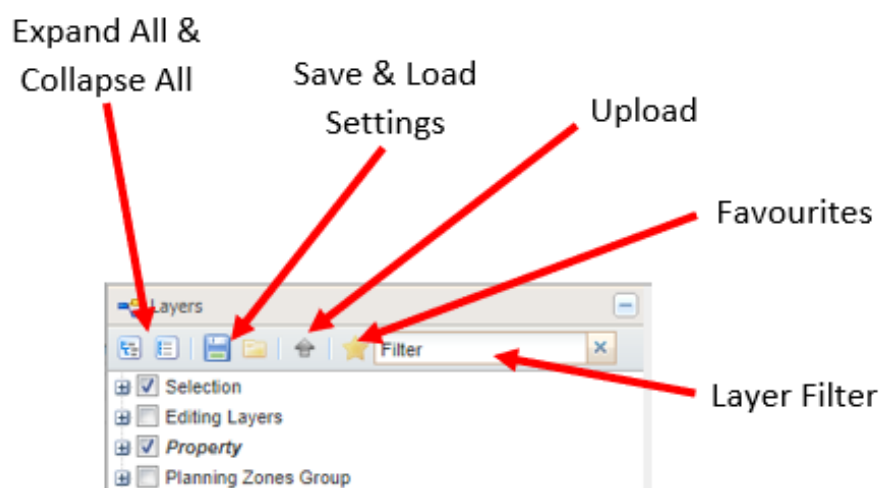 Expand All &
Collapse All
Save & Load
Settings
Upload
Favourites
Layers
Filter
Layer Filter
Selection
Editing Layers
Property
Planning Zones Group